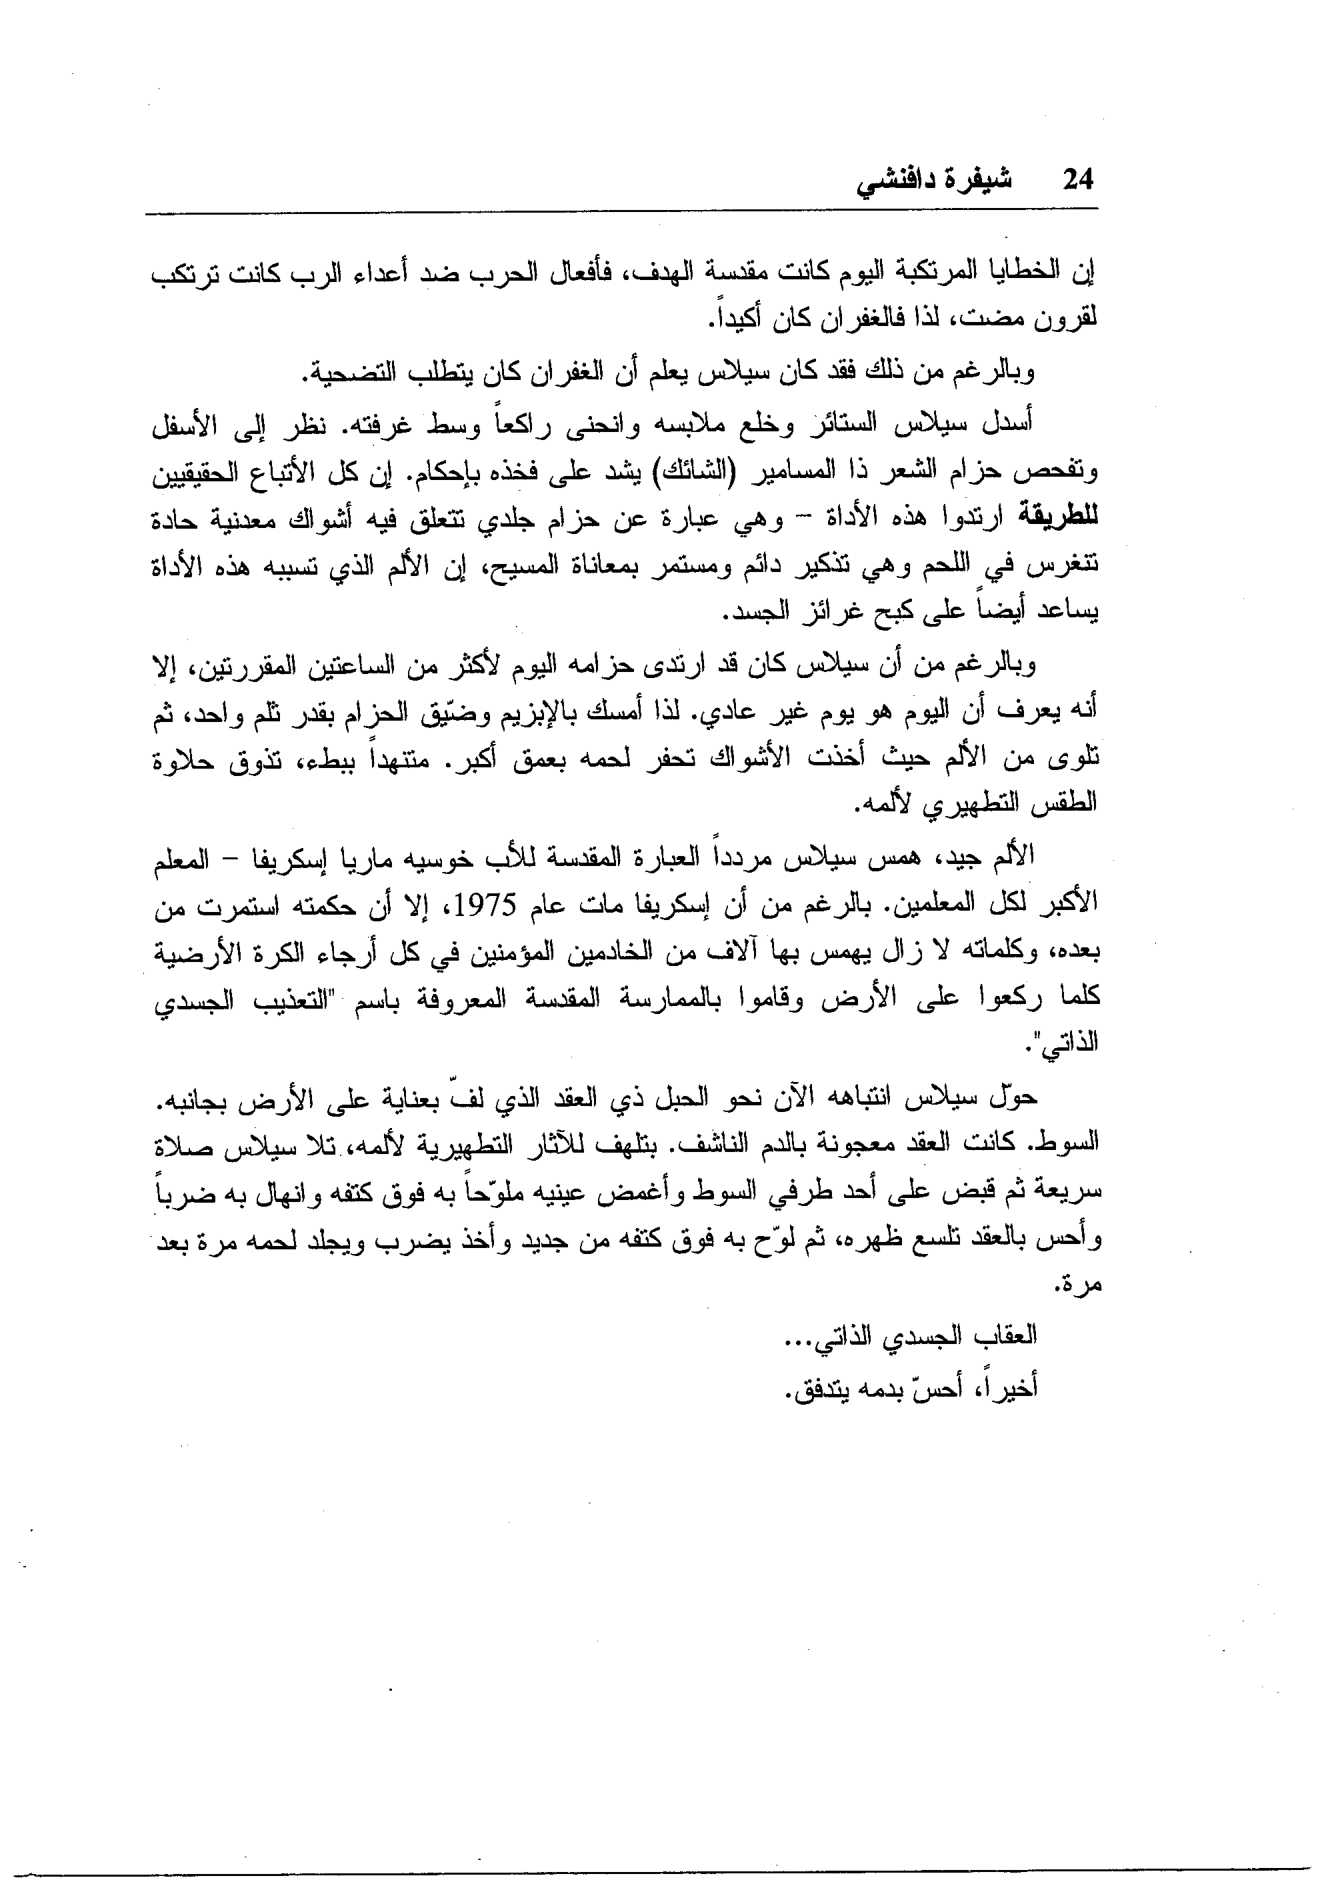 24 شيفرة دافنشي
إن الخطايا المرتكبة اليوم كانت مقدسة الهدف، فأفعال الحرب ضد أعداء الرب كانت ترتكب
لقرون مضت، لذا فالغفران كان أكيداً.
وبالرغم من ذلك فقد كان سيلاس يعلم أن الغفران كان يتطلب التضحية.
أسدل سيلاس الستائر وخلع ملابسه وانحنى راكعاً وسط غرفته. نظر إلى الأسفل
وتفحص حزام الشعر ذا المسامير (الشائك) يشد على فخذه بإحكام. إن كل الأتباع الحقيقيين
للطريقة ارتدوا هذه الأداة – وهي عبارة عن حزام جلدي تتعلق فيه أشواك معدنية حادة
تنغرس في اللحم وهي تذكير دائم ومستمر بمعاناة المسيح، إن الألم الذي تسببه هذه الأداة
يساعد أيضاً على كبح غرائز الجسد.
وبالرغم من أن سيلاس كان قد ارتدى حزامه اليوم لأكثر من الساعتين المقررتين، إلا
أنه يعرف أن اليوم هو يوم غير عادي. لذا أمسك بالإبزيم وضيّق الحزام بقدر ثلم واحد، ثم
تلوى من الألم حيث أخذت الأشواك تحفر لحمه بعمق أكبر. متنهداً ببطء، تذوق حلاوة
الطقس التطهيري لألمه.
الألم جيد، همس سيلاس مردداً العبارة المقدسة للأب خوسيه ماريا إسكريفا – المعلم
الأكبر لكل المعلمين. بالرغم من أن إسكريفا مات عام 1975، إلا أن حكمته استمرت من
بعده، وكلماته لا زال يهمس بها آلاف من الخادمين المؤمنين في كل أرجاء الكرة الأرضية
كلما ركعوا على الأرض وقاموا بالممارسة المقدسة المعروفة باسم "التعذيب الجسدي
الذاتي".
حوّل سيلاس انتباهه الآن نحو الحبل ذي العقد الذي لفّ بعناية على الأرض بجانبه.
السوط. كانت العقد معجونة بالدم الناشف. بتلهف للآثار التطهيرية لألمه، تلا سيلاس صلاة
سريعة ثم قبض على أحد طرفي السوط وأغمض عينيه ملوّحاً به فوق كتفه وانهال به ضرباً
وأحس بالعقد تلسع ظهره، ثم لوّح به فوق كتفه من جديد وأخذ يضرب ويجلد لحمه مرة بعد
مرة.
العقاب الجسدي الذاتي...
أخيراً، أحسّ بدمه يتدفق.